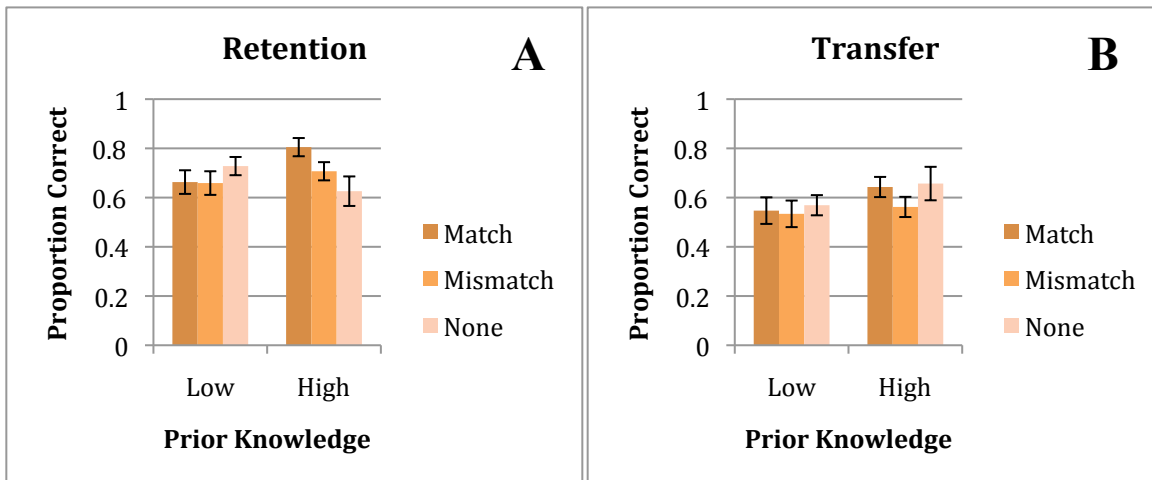 Retention
A
Proportion Correct
1
0.8
0.6
0.4
0.2
0
Low
High
Prior Knowledge
Match
Mismatch
None
Transfer
B
Proportion Correct
1
0.8
0.6
0.4
0.2
0
Low
High
Prior Knowledge
Match
Mismatch
None